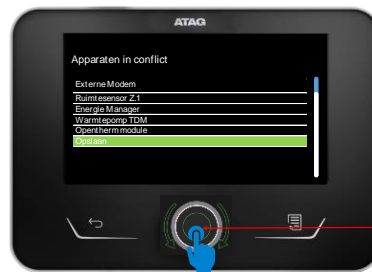 ATAG
Apparaten in conflict
Externe Modem
Ruimtesensor Z.1
Energie Manager
Warmtepomp TDM
Opentherm module
Opslaan